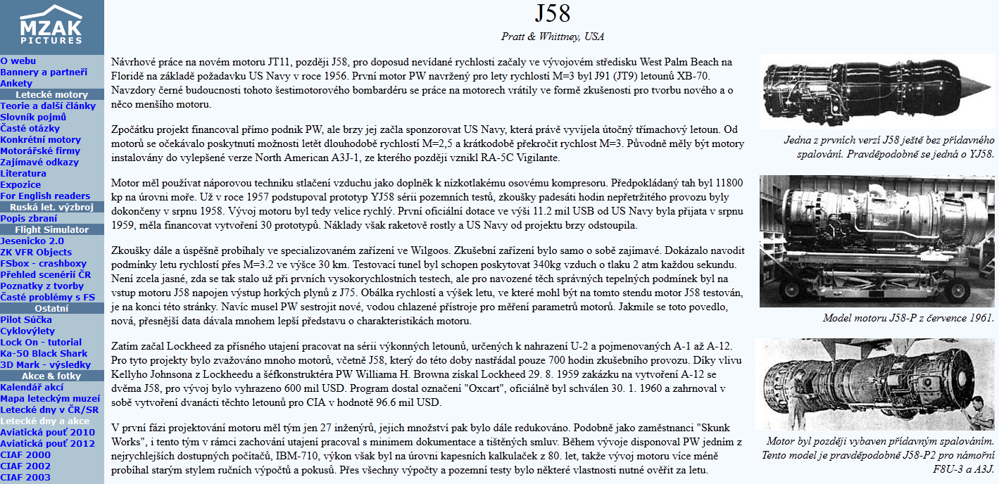 MZAK
PICTURES
O webu
Bannery a partneři
Ankety
Letecké motory
Teorie a další články
Slovník pojmů
Časté otázky
Konkrétní motory
Motorářské firmy
Zajímavé odkazy
Literatura
Expozice
For English readers
Ruská let. výzbroj
Popis zbraní
Flight Simulator
Jesenicko 2.0
ZK VFR Objects
FSbox - crashboxy
Přehled scenérií ČR
Poznatky z tvorby
Časté problémy s FS
Ostatní
Pilot Súčka
Cyklovýlety
Lock On - tutorial
Ka-50 Black Shark
3D Mark - výsledky
Akce & fotky
Kalendář akcí
Mapa leteckým muzeí
Letecké dny v ČR/SR
Letecké dny a akce
Aviatická pouť 2010
Aviatická pouť 2012
CIAF 2000
CIAF 2002
CIAF 2003
J58
Pratt & Whittney, USA
Návrhové práce na novém motoru JT11, později J58, pro doposud nevídané rychlosti začaly ve vývojovém středisku West Palm Beach na
Floridě na základě požadavku US Navy v roce 1956. První motor PW navržený pro lety rychlostí M=3 byl J91 (JT9) letounů XB-70.
Navzdory černé budoucnosti tohoto šestimotorového bombardéru se práce na motorech vrátily ve formě zkušenosti pro tvorbu nového a o
něco menšího motoru.
Zpočátku projekt financoval přímo podnik PW, ale brzy jej začla sponzorovat US Navy, která právě vyvíjela útočný třímachový letoun. Od
motorů se očekávalo poskytnutí možnosti letět dlouhodobě rychlostí M=2,5 a krátkodobě překročit rychlost M=3. Původně měly být motory
instalovány do vylepšené verze North American A3J-1, ze kterého později vznikl RA-5C Vigilante.
Motor měl používat náporovou techniku stlačení vzduchu jako doplněk k nízkotlakému osovému kompresoru. Předpokládaný tah byl 11800
kp na úrovni moře. Už v roce 1957 podstupoval prototyp YJ58 sérii pozemních testů, zkoušky padesáti hodin nepřetržitého provozu byly
dokončeny v srpnu 1958. Vývoj motoru byl tedy velice rychlý. První oficiální dotace ve výši 11.2 mil USB od US Navy byla přijata v srpnu
1959, měla financovat vytvoření 30 prototypů. Náklady však raketově rostly a US Navy od projektu brzy odstoupila.
Zkoušky dále a úspěšně probíhaly ve specializovaném zařízení ve Wilgoos. Zkušební zařízení bylo samo o sobě zajímavé. Dokázalo navodit
podmínky letu rychlostí přes M=3.2 ve výšce 30 km. Testovací tunel byl schopen poskytovat 340kg vzduch o tlaku 2 atm každou sekundu.
Není zcela jasné, zda se tak stalo už při prvních vysokorychlostních testech, ale pro navozené těch správných tepelných podmínek byl na
vstup motoru J58 napojen výstup horkých plynů z J75. Obálka rychlostí a výšek letu, ve které mohl být na tomto stendu motor J58 testován,
je na konci této stránky. Navíc musel PW sestrojit nové, vodou chlazené přístroje pro měření parametrů motorů. Jakmile se toto povedlo,
nová, přesnější data dávala mnohem lepší představu o charakteristikách motoru.
Zatím začal Lockheed za přísného utajení pracovat na sérii výkonných letounů, určených k nahrazení U-2 a pojmenovaných A-1 až A-12.
Pro tyto projekty bylo zvažováno mnoho motorů, včetně J58, který do této doby nastřádal pouze 700 hodin zkušebního provozu. Díky vlivu
Kellyho Johnsona z Lockheedu a šéfkonstruktéra PW Williama H. Browna získal Lockheed 29. 8. 1959 zakázku na vytvoření A-12 se
dvěma J58, pro vývoj bylo vyhrazeno 600 mil USD. Program dostal označení "Oxcart", oficiálně byl schválen 30. 1. 1960 a zahrnoval v
sobě vytvoření dvanácti těchto letounů pro CIA v hodnotě 96.6 mil USD.
V první fázi projektování motoru měl tým jen 27 inženýrů, jejich množství pak bylo dále redukováno. Podobně jako zaměstnanci "Skunk
Works", i tento tým v rámci zachování utajení pracoval s minimem dokumentace a tištěných smluv. Během vývoje disponoval PW jedním z
nejrychlejších dostupných počítačů, IBM-710, výkon však byl na úrovni kapesních kalkulaček z 80. let, takže vývoj motoru více méně
probíhal starým stylem ručních výpočtů a pokusů. Přes všechny výpočty a pozemní testy bylo některé vlastnosti nutné ověřit za letu.
Jedna z prvních verzí J58 ještě bez přídavného
spalování. Pravděpodobně se jedná o YJ58.
Model motoru J58-P z července 1961.
Motor byl později vybaven přídavným spalováním.
Tento model je pravděpodobně J58-P2 pro námořní
F8U-3 a A3J.